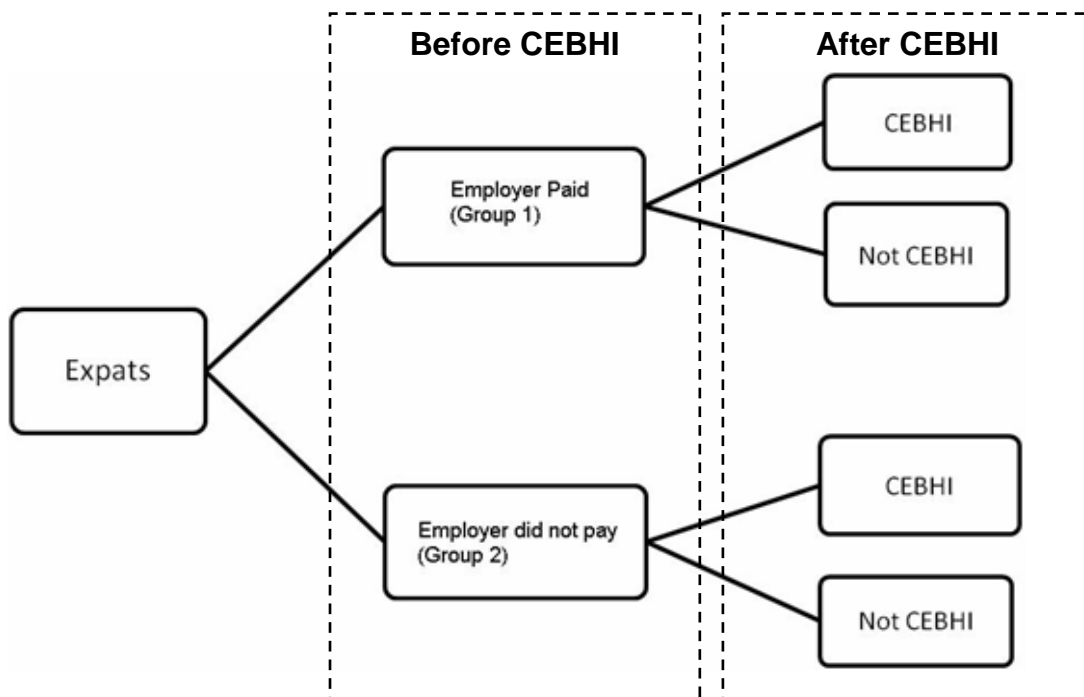 Before CEBHI
After CEBHI
CEBHI
Employer Paid
(Group 1)
Not CEBHI
Expats
CEBHI
Employer did not pay
(Group 2)
Not CEBHI